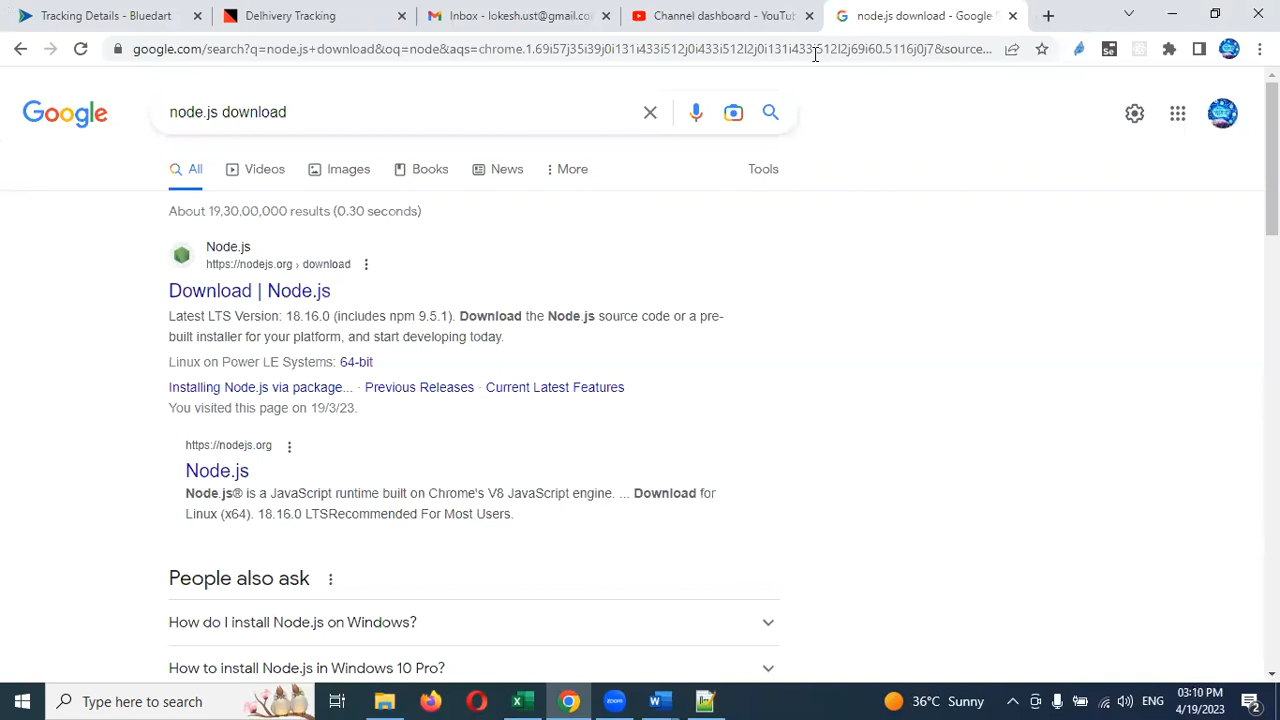 Tracking Details - Bluedart
Delhivery Tracking
Inbox - lokesh.ust@gmail.co
Channel dashboard - YouTub
node.js download - Google S
google.com/search?q=node.js+download&oq=node&aqs=chrome.1.69i57j35i39j0i131i433i512j0i433i512l2j0i131i433i512l2j69i60.5116j0j7&source...
Google
node.js download
All
Videos
Images
Books
News
More
Tools
About 19,30,00,000 results (0.30 seconds)
Node.js
https://nodejs.org › download
Download | Node.js
Latest LTS Version: 18.16.0 (includes npm 9.5.1). Download the Node.js source code or a pre-
built installer for your platform, and start developing today.
Linux on Power LE Systems: 64-bit
Installing Node.js via package... · Previous Releases · Current Latest Features
You visited this page on 19/3/23.
https://nodejs.org
Node.js
Node.js® is a JavaScript runtime built on Chrome's V8 JavaScript engine. ... Download for
Linux (x64). 18.16.0 LTSRecommended For Most Users.
People also ask
How do I install Node.js on Windows?
How to install Node.js in Windows 10 Pro?
Type here to search
zoom
36°C Sunny
ENG
03:10 PM
4/19/2023
2